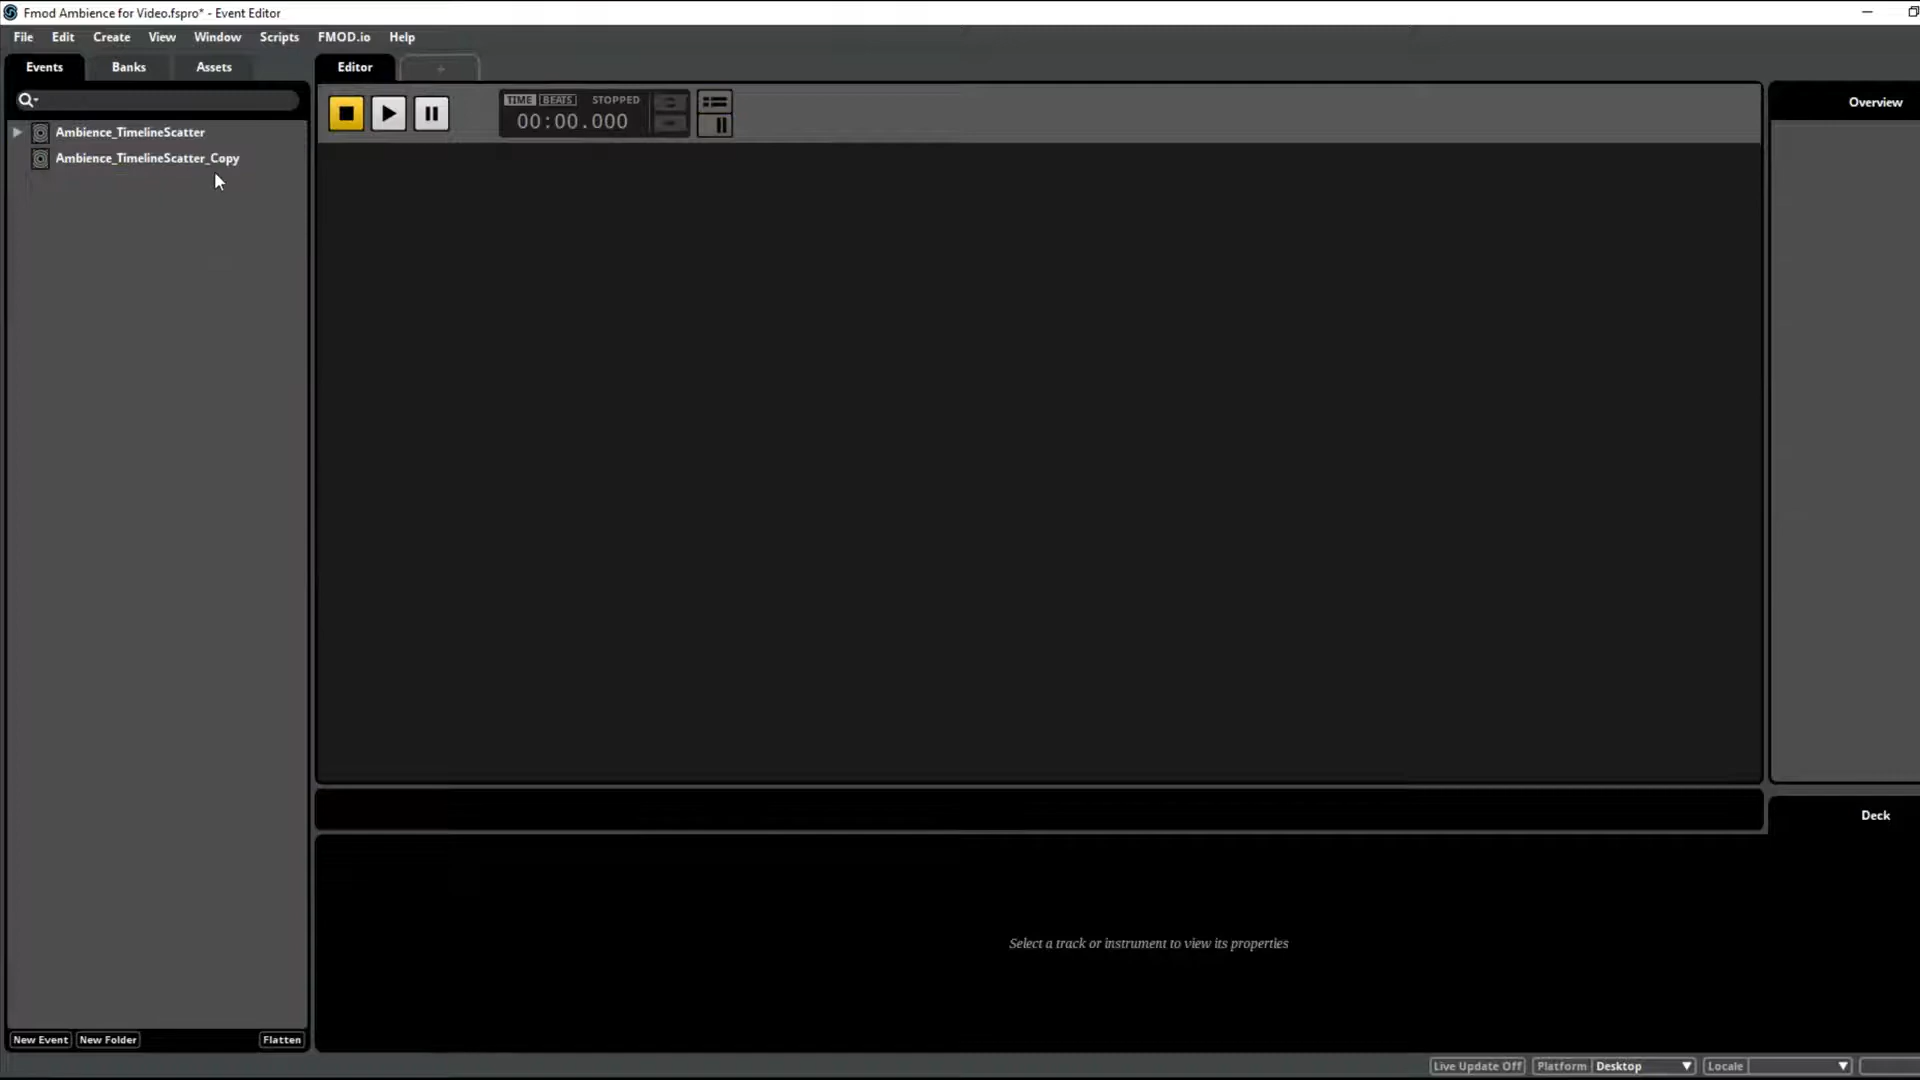 Fmod Ambience for Video.fspro* - Event Editor
File Edit Create View Window Scripts FMOD.io Help
Events Banks Assets Editor +
Overview
TIME BEATS STOPPED
00:00.000
Ambience_TimelineScatter
Ambience_TimelineScatter_Copy
Deck
Select a track or instrument to view its properties
New Event New Folder Flatten
Live Update Off Platform Desktop Locale